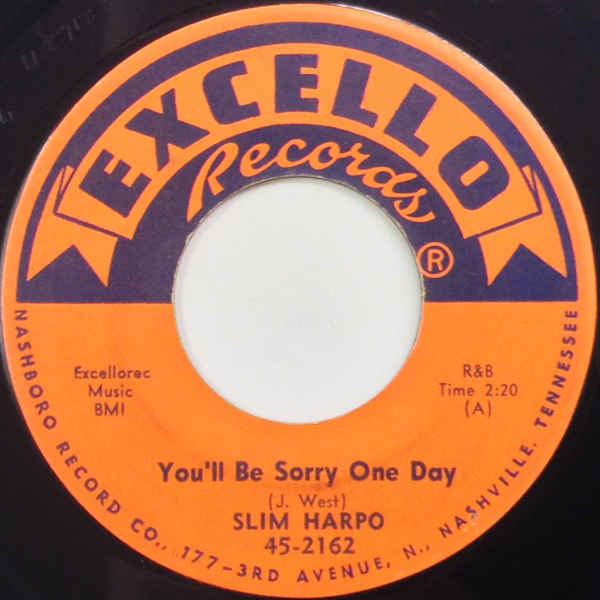 EXCELLO
Records
®
Excellorec
Music
BMI
R&B
Time 2:20
(A)
You'll Be Sorry One Day
(J. West)
SLIM HARPO
45-2162
NASHBORO RECORD CO., 177-3RD AVENUE, N., NASHVILLE, TENNESSEE